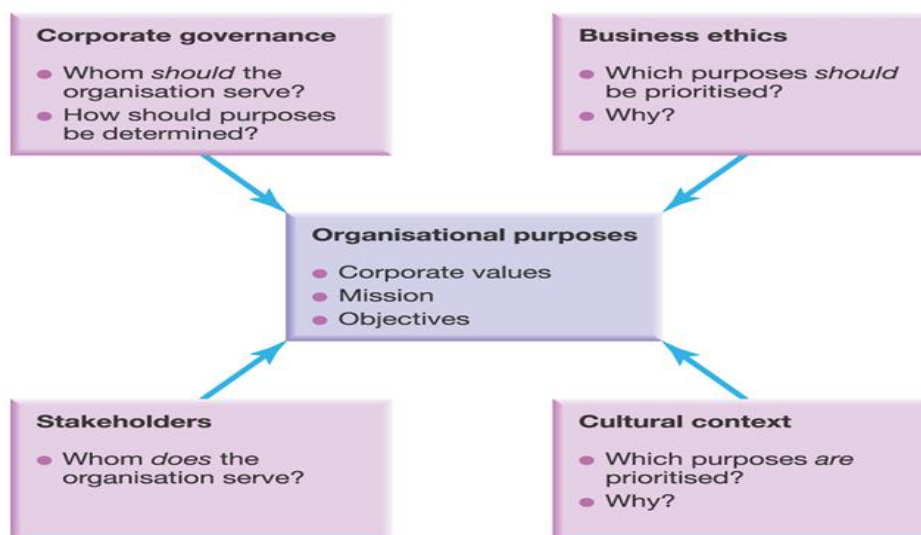 Corporate governance
• Whom should the
organisation serve?
• How should purposes
be determined?
Business ethics
• Which purposes should
be prioritised?
• Why?
Organisational purposes
• Corporate values
• Mission
• Objectives
Stakeholders
• Whom does the
organisation serve?
Cultural context
• Which purposes are
prioritised?
• Why?